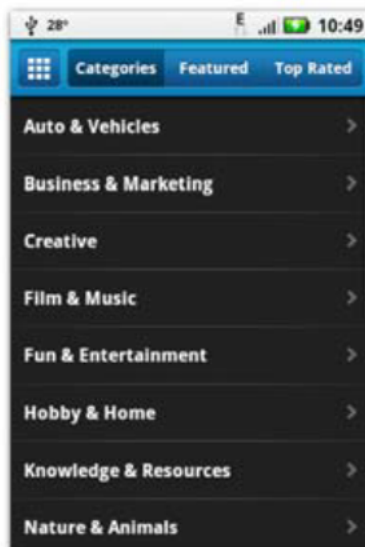 28° E 10:49
Categories Featured Top Rated
Auto & Vehicles
Business & Marketing
Creative
Film & Music
Fun & Entertainment
Hobby & Home
Knowledge & Resources
Nature & Animals